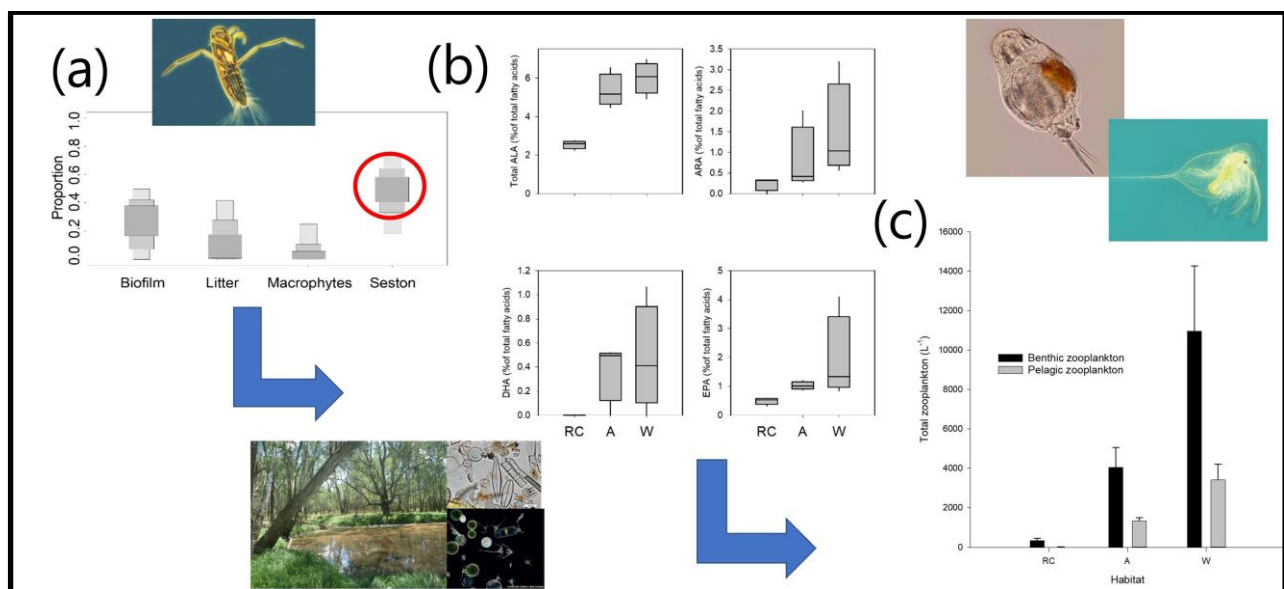 (a)
1.0
0.8
0.6
0.4
0.2
0.0
Proportion
Biofilm Litter Macrophytes Seston
(b)
Total ALA (%of total fatty acids)
6
4
2
0
ARA (%of total fatty acids)
3.5
3.0
2.5
2.0
1.5
1.0
0.5
0.0
DHA (%of total fatty acids)
1.2
1.0
0.8
0.6
0.4
0.2
0.0
RC A W
EPA (%of total fatty acids)
5
4
3
2
1
0
RC A W
(c)
Total zooplankton (L⁻¹)
16000
14000
12000
10000
8000
6000
4000
2000
0
Benthic zooplankton
Pelagic zooplankton
RC A W
Habitat